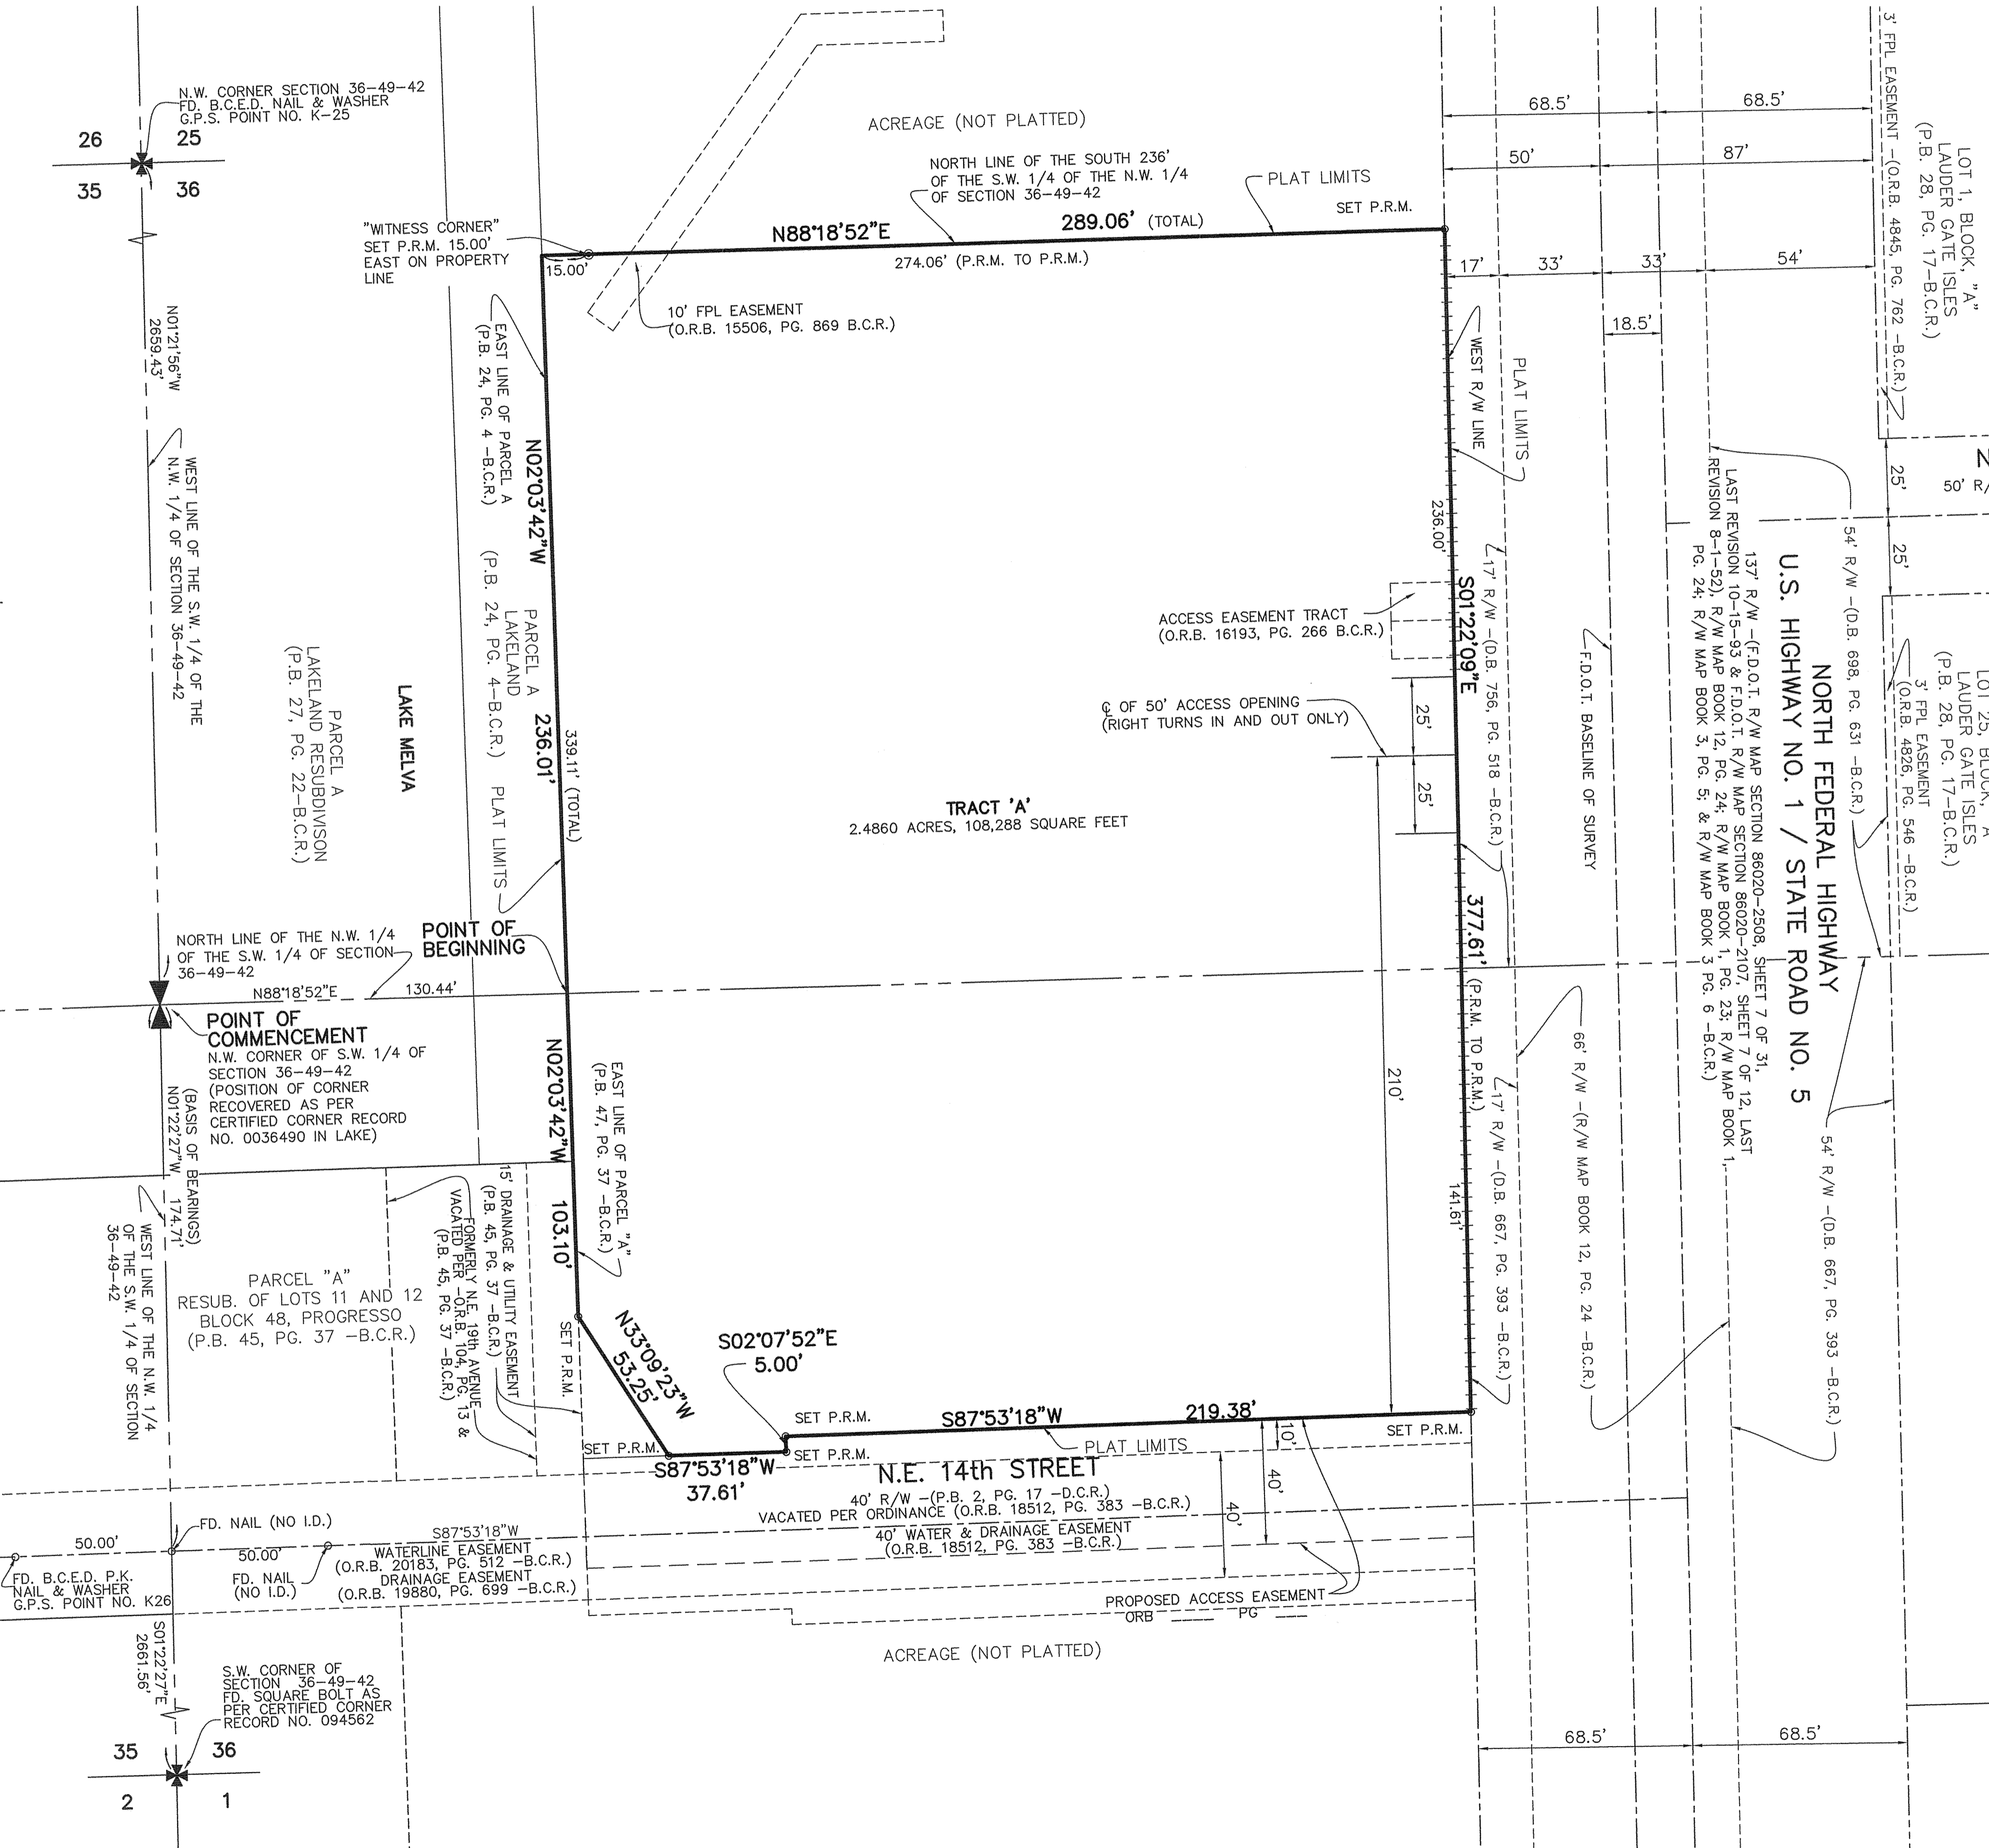 N.W. CORNER SECTION 36-49-42
FD. B.C.E.D. NAIL & WASHER
G.P.S. POINT NO. K-25
26
25
35
36
ACREAGE (NOT PLATTED)
NORTH LINE OF THE SOUTH 236'
OF THE S.W. 1/4 OF THE N.W. 1/4
OF SECTION 36-49-42
PLAT LIMITS
SET P.R.M.
"WITNESS CORNER"
SET P.R.M. 15.00'
EAST ON PROPERTY
LINE
N88°18'52"E
289.06' (TOTAL)
15.00'
274.06' (P.R.M. TO P.R.M.)
10' FPL EASEMENT
(O.R.B. 15506, PG. 869 B.C.R.)
68.5'
68.5'
50'
87'
17'
33'
33'
54'
18.5'
3' FPL EASEMENT -(O.R.B. 4845, PG. 762 -B.C.R.)
LOT 1, BLOCK, "A"
LAUDER GATE ISLES
(P.B. 28, PG. 17-B.C.R.)
N01°21'56"W
2659.43'
WEST LINE OF THE S.W. 1/4 OF THE
N.W. 1/4 OF SECTION 36-49-42
EAST LINE OF PARCEL A
(P.B. 24, PG. 4 -B.C.R.)
N02°03'42"W
236.01'
339.11' (TOTAL)
PARCEL A
LAKELAND
(P.B. 24, PG. 4-B.C.R.)
PLAT LIMITS
LAKE MELVA
PARCEL A
LAKELAND RESUBDIVISON
(P.B. 27, PG. 22-B.C.R.)
WEST R/W LINE
PLAT LIMITS
236.00'
S01°22'09"E
377.61' (P.R.M. TO P.R.M.)
17' R/W -(D.B. 756, PG. 518 -B.C.R.)
ACCESS EASEMENT TRACT
(O.R.B. 16193, PG. 266 B.C.R.)
℄ OF 50' ACCESS OPENING
(RIGHT TURNS IN AND OUT ONLY)
25'
25'
210'
TRACT 'A'
2.4860 ACRES, 108,288 SQUARE FEET
F.D.O.T. BASELINE OF SURVEY
N
50' R/
25'
25'
54' R/W -(D.B. 698, PG. 631 -B.C.R.)
NORTH FEDERAL HIGHWAY
U.S. HIGHWAY NO. 1 / STATE ROAD NO. 5
137' R/W -(F.D.O.T. R/W MAP SECTION 86020-2508, SHEET 7 OF 31,
LAST REVISION 10-15-93 & F.D.O.T. R/W MAP SECTION 86020-2107, SHEET 7 OF 12, LAST
REVISION 8-1-52), R/W MAP BOOK 12, PG. 24; R/W MAP BOOK 1, PG. 23; R/W MAP BOOK 1,
PG. 24; R/W MAP BOOK 3, PG. 5; & R/W MAP BOOK 3 PG. 6 -B.C.R.)
LOT 25, BLOCK, A
LAUDER GATE ISLES
(P.B. 28, PG. 17-B.C.R.)
3' FPL EASEMENT
(O.R.B. 4826, PG. 546 -B.C.R.)
POINT OF
BEGINNING
NORTH LINE OF THE N.W. 1/4
OF THE S.W. 1/4 OF SECTION
36-49-42
N88°18'52"E
130.44'
POINT OF
COMMENCEMENT
N.W. CORNER OF S.W. 1/4 OF
SECTION 36-49-42
(POSITION OF CORNER
RECOVERED AS PER
CERTIFIED CORNER RECORD
NO. 0036490 IN LAKE)
(BASIS OF BEARINGS)
N01°22'27"W 174.71'
WEST LINE OF THE N.W. 1/4
OF THE S.W. 1/4 OF SECTION
36-49-42
N02°03'42"W
103.10'
EAST LINE OF PARCEL "A"
(P.B. 47, PG. 37 -B.C.R.)
15' DRAINAGE & UTILITY EASEMENT
(P.B. 45, PG. 37 -B.C.R.)
FORMERLY N.E. 19th AVENUE
VACATED PER -O.R.B. 104, PG. 13 &
(P.B. 45, PG. 37 -B.C.R.)
PARCEL "A"
RESUB. OF LOTS 11 AND 12
BLOCK 48, PROGRESSO
(P.B. 45, PG. 37 -B.C.R.)
SET P.R.M.
N33°09'23"W
53.25'
S02°07'52"E
5.00'
141.61'
17' R/W -(D.B. 667, PG. 393 -B.C.R.)
66' R/W -(R/W MAP BOOK 12, PG. 24 -B.C.R.)
54' R/W -(D.B. 667, PG. 393 -B.C.R.)
SET P.R.M.
S87°53'18"W
219.38'
SET P.R.M.
PLAT LIMITS
10'
SET P.R.M.
SET P.R.M.
S87°53'18"W
37.61'
N.E. 14th STREET
40' R/W -(P.B. 2, PG. 17 -D.C.R.)
VACATED PER ORDINANCE (O.R.B. 18512, PG. 383 -B.C.R.)
40' WATER & DRAINAGE EASEMENT
(O.R.B. 18512, PG. 383 -B.C.R.)
40'
40'
FD. NAIL (NO I.D.)
50.00'
50.00'
S87°53'18"W
FD. B.C.E.D. P.K.
NAIL & WASHER
G.P.S. POINT NO. K26
FD. NAIL
(NO I.D.)
WATERLINE EASEMENT
(O.R.B. 20183, PG. 512 -B.C.R.)
DRAINAGE EASEMENT
(O.R.B. 19880, PG. 699 -B.C.R.)
PROPOSED ACCESS EASEMENT
ORB ____ PG ___
ACREAGE (NOT PLATTED)
S01°22'27"E
2661.56'
S.W. CORNER OF
SECTION 36-49-42
FD. SQUARE BOLT AS
PER CERTIFIED CORNER
RECORD NO. 094562
35
36
2
1
68.5'
68.5'